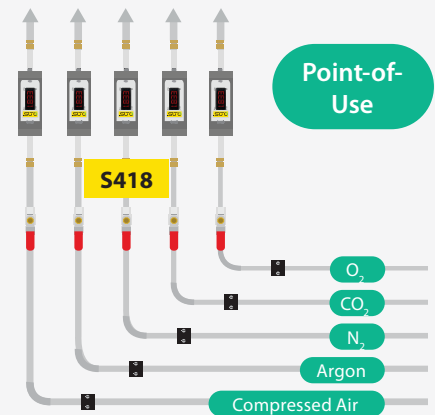 Point-of-
Use
S418
O₂
CO₂
N₂
Argon
Compressed Air